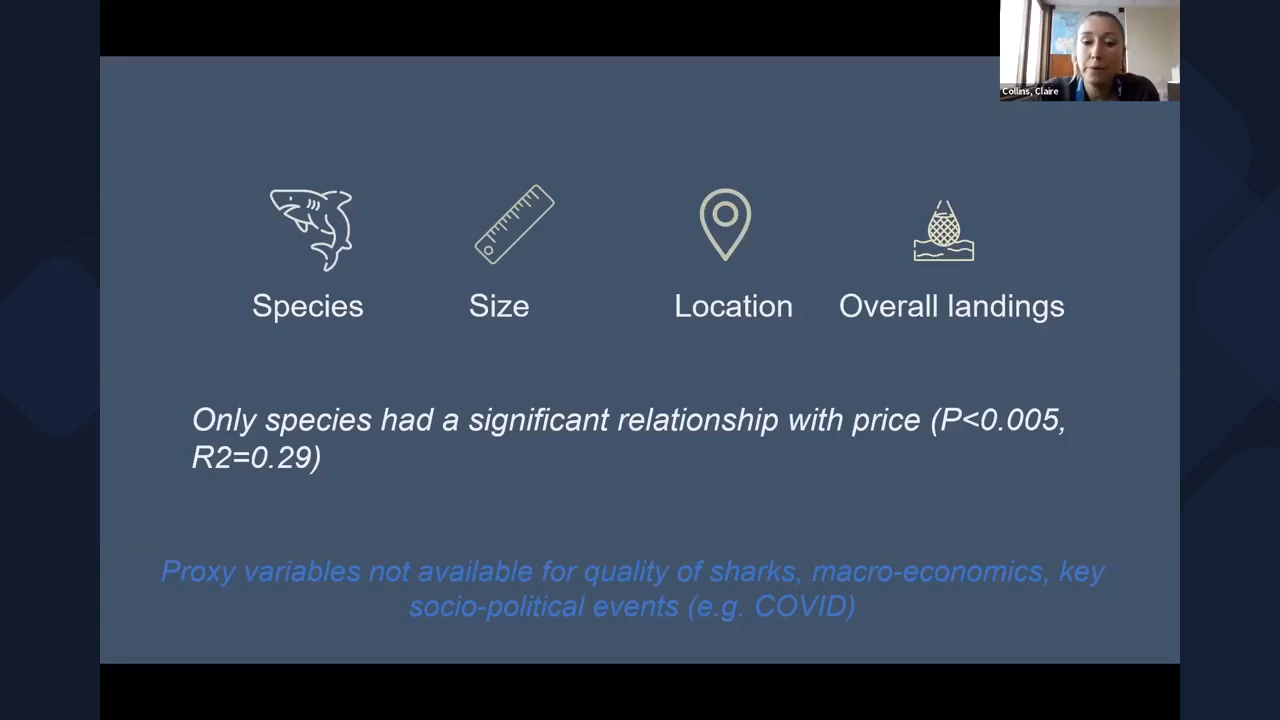 Collins, Claire
Species
Size
Location
Overall landings
Only species had a significant relationship with price (P<0.005,
R2=0.29)
Proxy variables not available for quality of sharks, macro-economics, key
socio-political events (e.g. COVID)